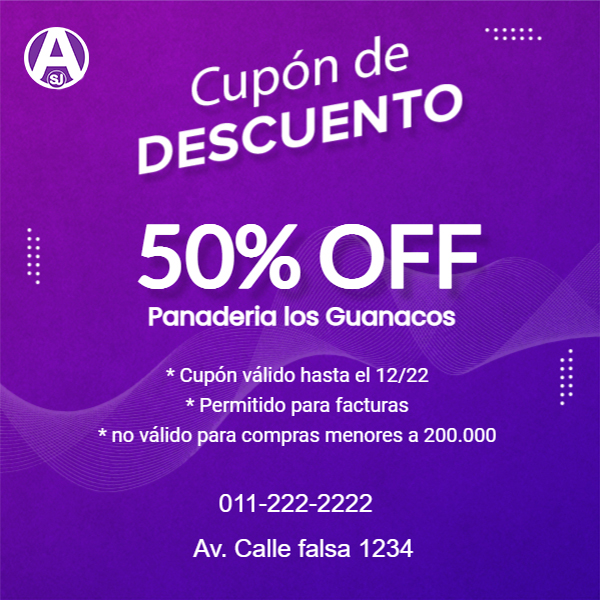 A
SJ
Cupón de
DESCUENTO
50% OFF
Panaderia los Guanacos
* Cupón válido hasta el 12/22
* Permitido para facturas
* no válido para compras menores a 200.000
011-222-2222
Av. Calle falsa 1234